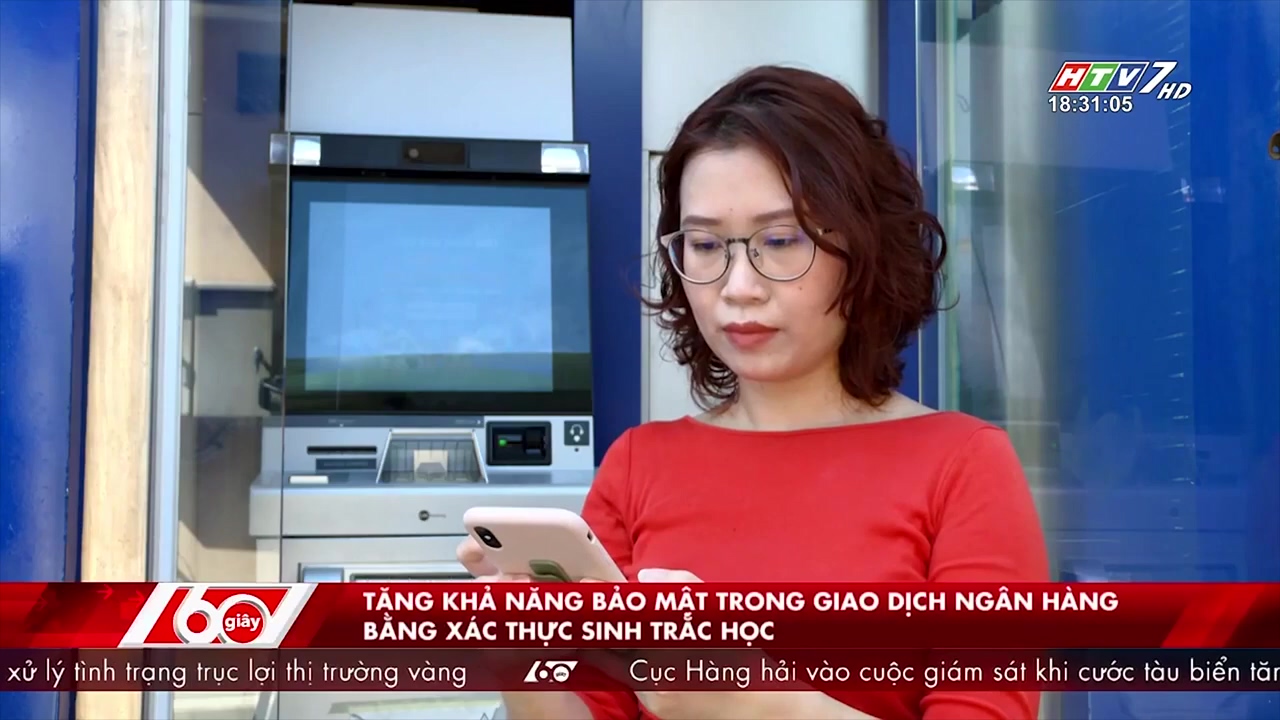 HTV7 HD
18:31:05
60 giây
TĂNG KHẢ NĂNG BẢO MẬT TRONG GIAO DỊCH NGÂN HÀNG
BẰNG XÁC THỰC SINH TRẮC HỌC
xử lý tình trạng trục lợi thị trường vàng 60 giây Cục Hàng hải vào cuộc giám sát khi cước tàu biển tăn